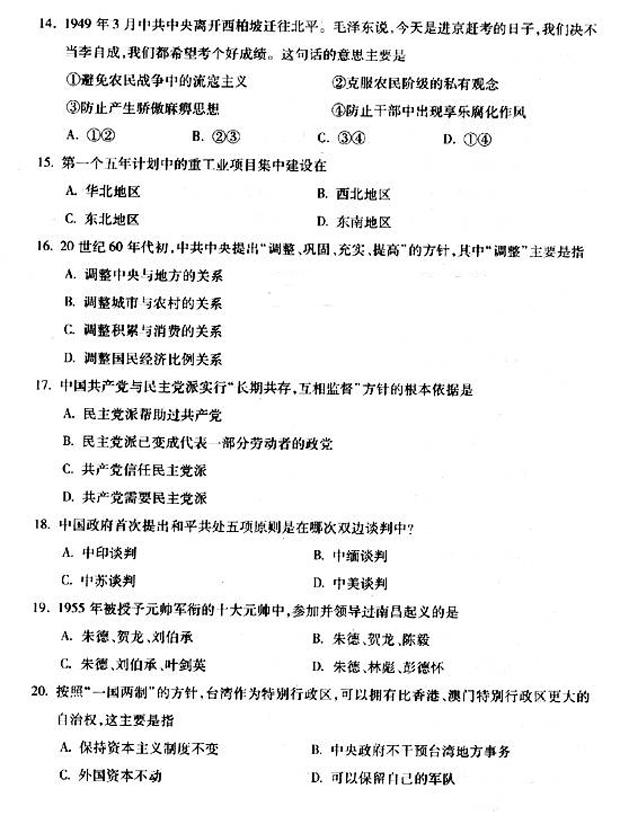 14. 1949 年 3 月中共中央离开西柏坡迁往北平。毛泽东说,今天是进京赶考的日子,我们决不
当李自成,我们都希望考个好成绩。这句话的意思主要是
①避免农民战争中的流寇主义 ②克服农民阶级的私有观念
③防止产生骄傲麻痹思想 ④防止干部中出现享乐腐化作风
A. ①② B. ②③ C. ③④ D. ①④
15. 第一个五年计划中的重工业项目集中建设在
A. 华北地区 B. 西北地区
C. 东北地区 D. 东南地区
16. 20 世纪 60 年代初,中共中央提出“调整、巩固、充实、提高”的方针,其中“调整”主要是指
A. 调整中央与地方的关系
B. 调整城市与农村的关系
C. 调整积累与消费的关系
D. 调整国民经济比例关系
17. 中国共产党与民主党派实行“长期共存,互相监督”方针的根本依据是
A. 民主党派帮助过共产党
B. 民主党派已变成代表一部分劳动者的政党
C. 共产党信任民主党派
D. 共产党需要民主党派
18. 中国政府首次提出和平共处五项原则是在哪次双边谈判中?
A. 中印谈判 B. 中缅谈判
C. 中苏谈判 D. 中美谈判
19. 1955 年被授予元帅军衔的十大元帅中,参加并领导过南昌起义的是
A. 朱德、贺龙、刘伯承 B. 朱德、贺龙、陈毅
C. 朱德、刘伯承、叶剑英 D. 朱德、林彪、彭德怀
20. 按照“一国两制”的方针,台湾作为特别行政区,可以拥有比香港、澳门特别行政区更大的
自治权,这主要是指
A. 保持资本主义制度不变 B. 中央政府不干预台湾地方事务
C. 外国资本不动 D. 可以保留自己的军队